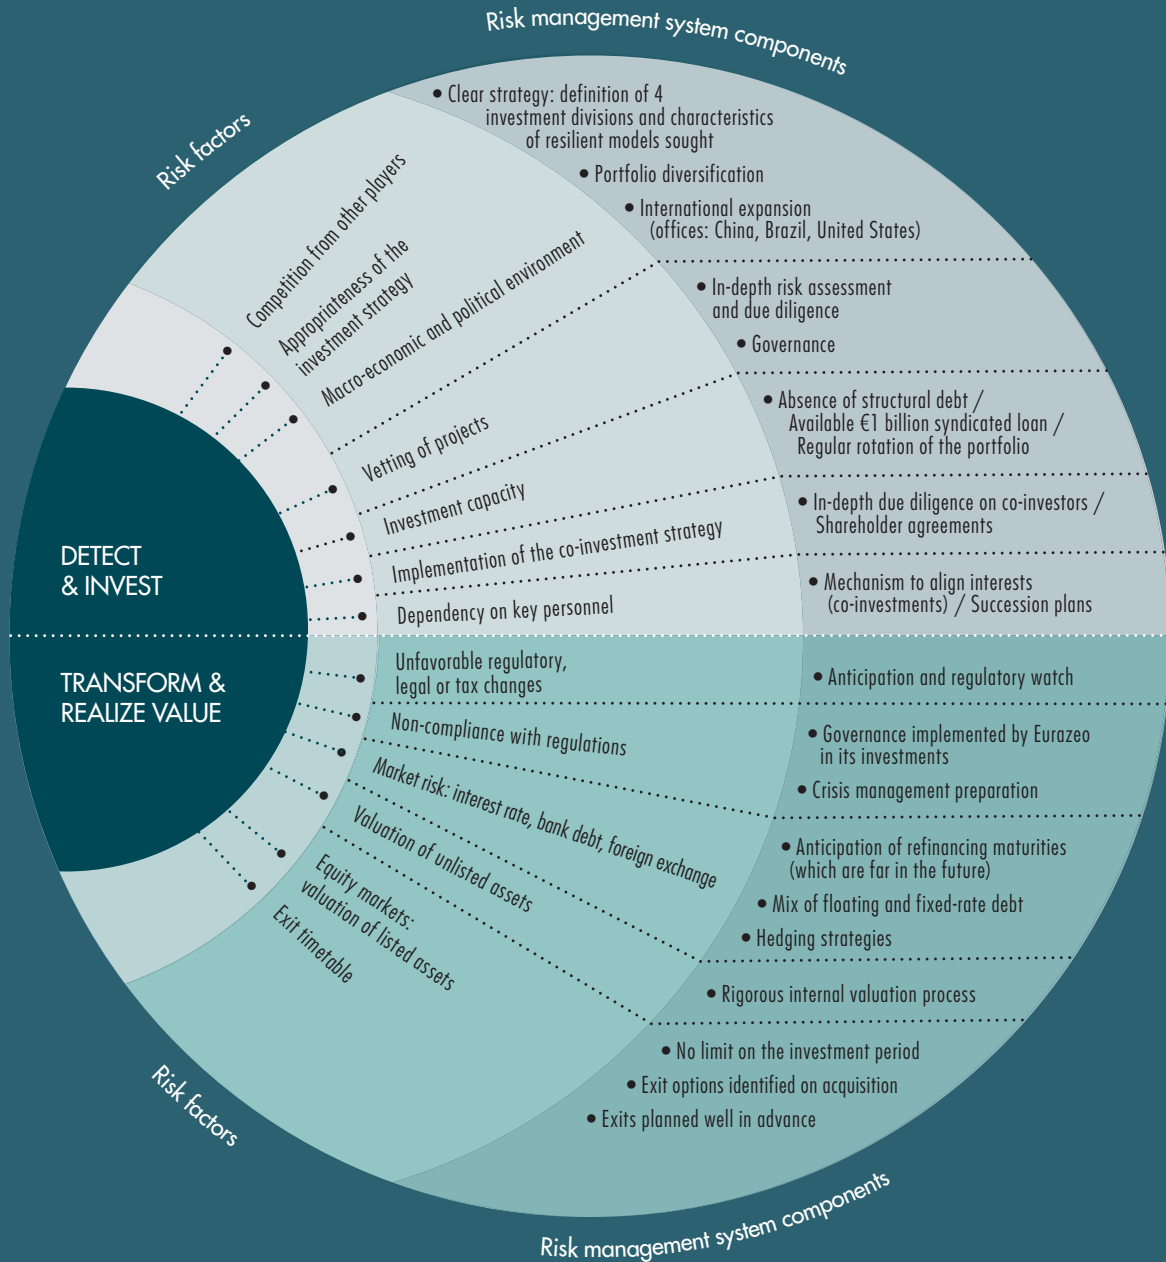 Risk management system components
Risk factors
• Clear strategy: definition of 4
investment divisions and characteristics
of resilient models sought
• Portfolio diversification
• International expansion
(offices: China, Brazil, United States)
Competition from other players
Appropriateness of the
investment strategy
Macro-economic and political environment
• In-depth risk assessment
and due diligence
• Governance
Vetting of projects
• Absence of structural debt /
Available €1 billion syndicated loan /
Regular rotation of the portfolio
Investment capacity
• In-depth due diligence on co-investors /
Shareholder agreements
Implementation of the co-investment strategy
• Mechanism to align interests
(co-investments) / Succession plans
Dependency on key personnel
DETECT
& INVEST
TRANSFORM &
REALIZE VALUE
Unfavorable regulatory,
legal or tax changes
• Anticipation and regulatory watch
Non-compliance with regulations
• Governance implemented by Eurazeo
in its investments
• Crisis management preparation
Market risk: interest rate, bank debt, foreign exchange
• Anticipation of refinancing maturities
(which are far in the future)
• Mix of floating and fixed-rate debt
• Hedging strategies
Valuation of unlisted assets
• Rigorous internal valuation process
Equity markets:
valuation of listed assets
Exit timetable
• No limit on the investment period
• Exit options identified on acquisition
• Exits planned well in advance
Risk factors
Risk management system components